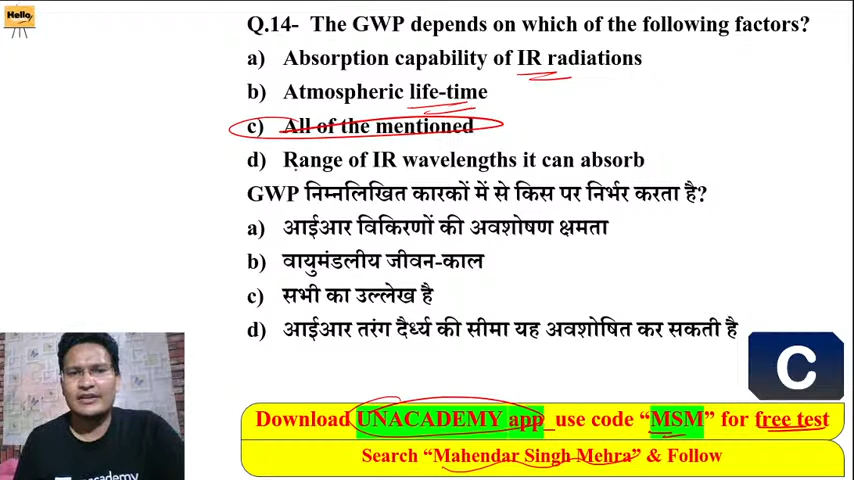 Hello
Q.14- The GWP depends on which of the following factors?
a) Absorption capability of IR radiations
b) Atmospheric life-time
c) All of the mentioned
d) Range of IR wavelengths it can absorb
GWP निम्नलिखित कारकों में से किस पर निर्भर करता है?
a) आईआर विकिरणों की अवशोषण क्षमता
b) वायुमंडलीय जीवन-काल
c) सभी का उल्लेख है
d) आईआर तरंग दैर्ध्य की सीमा यह अवशोषित कर सकती है
C
Download UNACADEMY app use code “MSM” for free test
Search “Mahendar Singh Mehra” & Follow